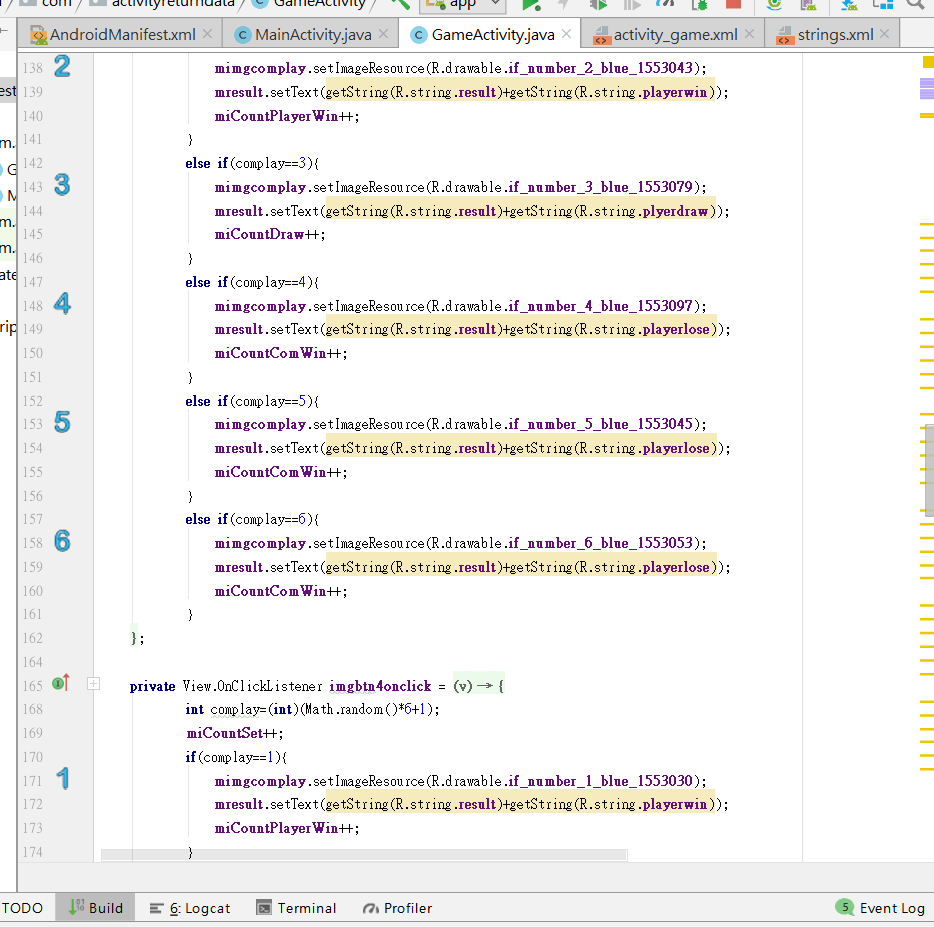 com activityreturndata GameActivity app
AndroidManifest.xml MainActivity.java GameActivity.java activity_game.xml strings.xml
138 2 mimgcomplay.setImageResource(R.drawable.if_number_2_blue_1553043);
139 mresult.setText(getString(R.string.result)+getString(R.string.playerwin));
140 miCountPlayerWin++;
141 }
142 else if(complay==3){
143 3 mimgcomplay.setImageResource(R.drawable.if_number_3_blue_1553079);
144 mresult.setText(getString(R.string.result)+getString(R.string.plyerdraw));
145 miCountDraw++;
146 }
147 else if(complay==4){
148 4 mimgcomplay.setImageResource(R.drawable.if_number_4_blue_1553097);
149 mresult.setText(getString(R.string.result)+getString(R.string.playerlose));
150 miCountComWin++;
151 }
152 else if(complay==5){
153 5 mimgcomplay.setImageResource(R.drawable.if_number_5_blue_1553045);
154 mresult.setText(getString(R.string.result)+getString(R.string.playerlose));
155 miCountComWin++;
156 }
157 else if(complay==6){
158 6 mimgcomplay.setImageResource(R.drawable.if_number_6_blue_1553053);
159 mresult.setText(getString(R.string.result)+getString(R.string.playerlose));
160 miCountComWin++;
161 }
162 };
164
165 private View.OnClickListener imgbtn4onclick = (v) → {
168 int complay=(int)(Math.random()*6+1);
169 miCountSet++;
170 if(complay==1){
171 1 mimgcomplay.setImageResource(R.drawable.if_number_1_blue_1553030);
172 mresult.setText(getString(R.string.result)+getString(R.string.playerwin));
173 miCountPlayerWin++;
174 }
TODO Build 6: Logcat Terminal Profiler 5 Event Log